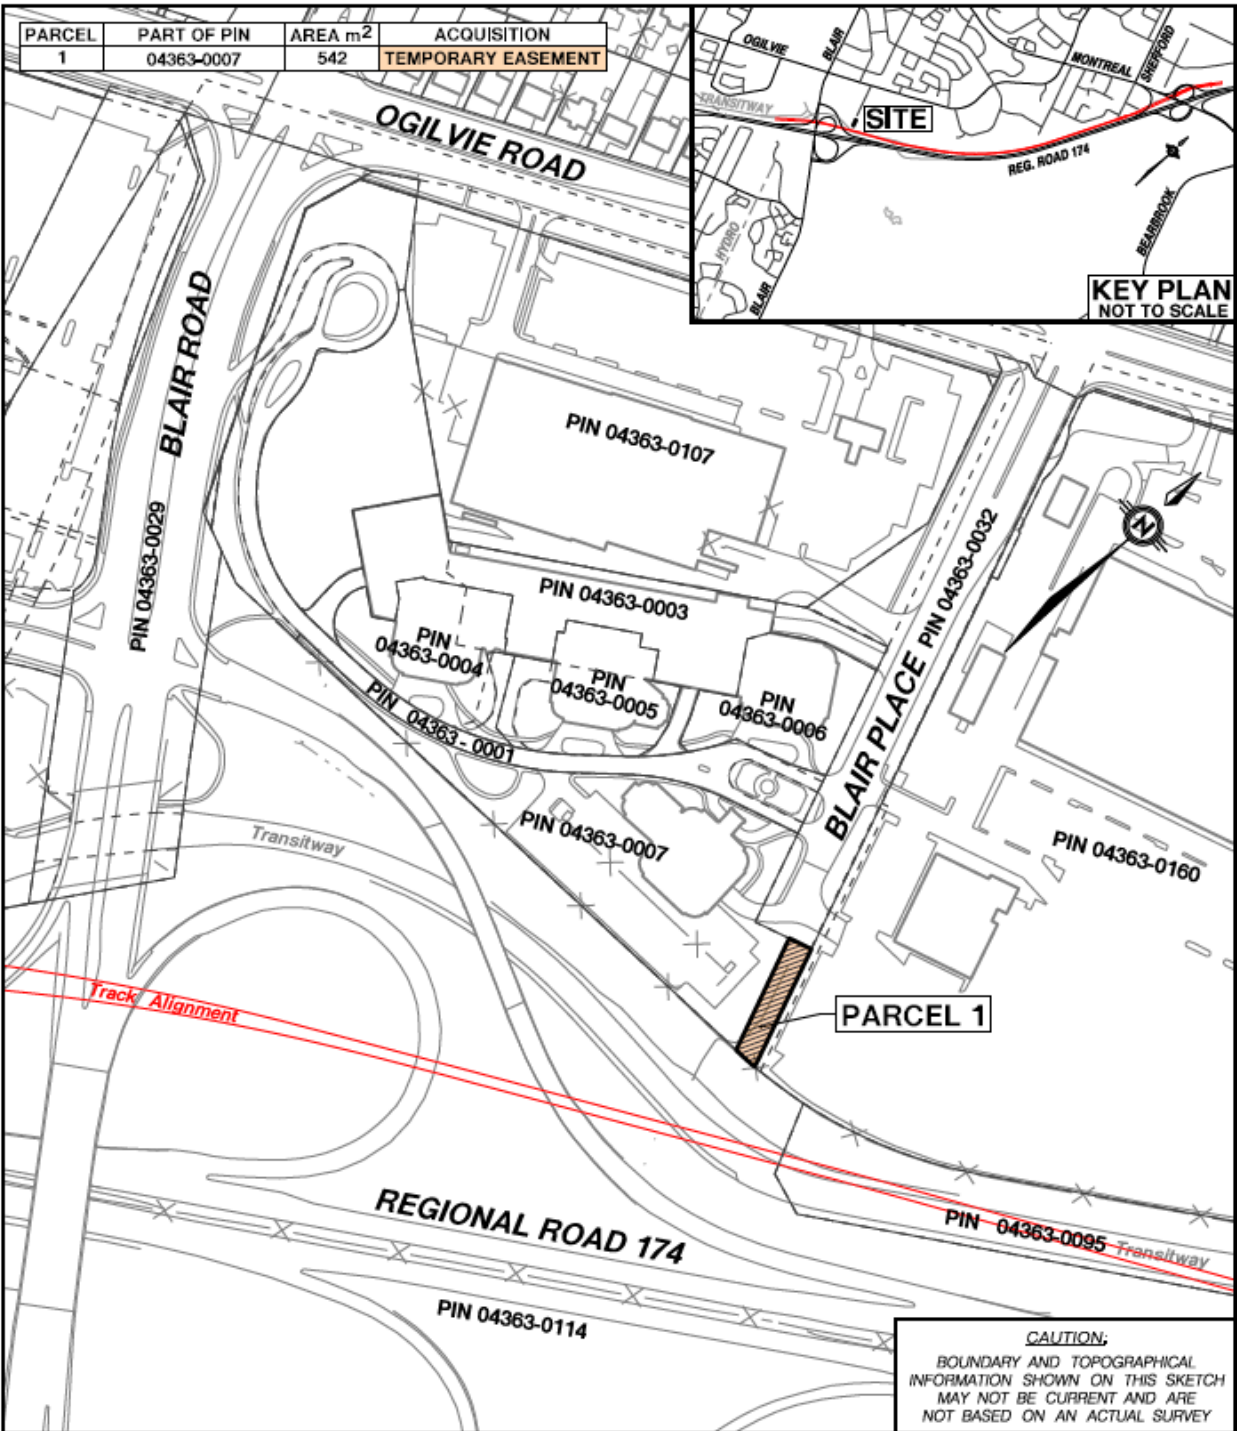 PARCEL PART OF PIN AREA m² ACQUISITION
1 04363-0007 542 TEMPORARY EASEMENT
OGILVIE
BLAIR
MONTREAL
SHEFFORD
TRANSITWAY
SITE
REG. ROAD 174
HYDRO
BLAIR
BEARBROOK
KEY PLAN
NOT TO SCALE
OGILVIE ROAD
BLAIR ROAD
PIN 04363-0029
PIN 04363-0107
PIN 04363-0032
N
PIN 04363-0003
PIN
04363-0004
PIN
04363-0005
PIN
04363-0006
PIN 04363 - 0001
BLAIR PLACE
PIN 04363-0007
PIN 04363-0160
Transitway
Track Alignment
PARCEL 1
REGIONAL ROAD 174
PIN 04363-0095
Transitway
PIN 04363-0114
CAUTION:
BOUNDARY AND TOPOGRAPHICAL
INFORMATION SHOWN ON THIS SKETCH
MAY NOT BE CURRENT AND ARE
NOT BASED ON AN ACTUAL SURVEY